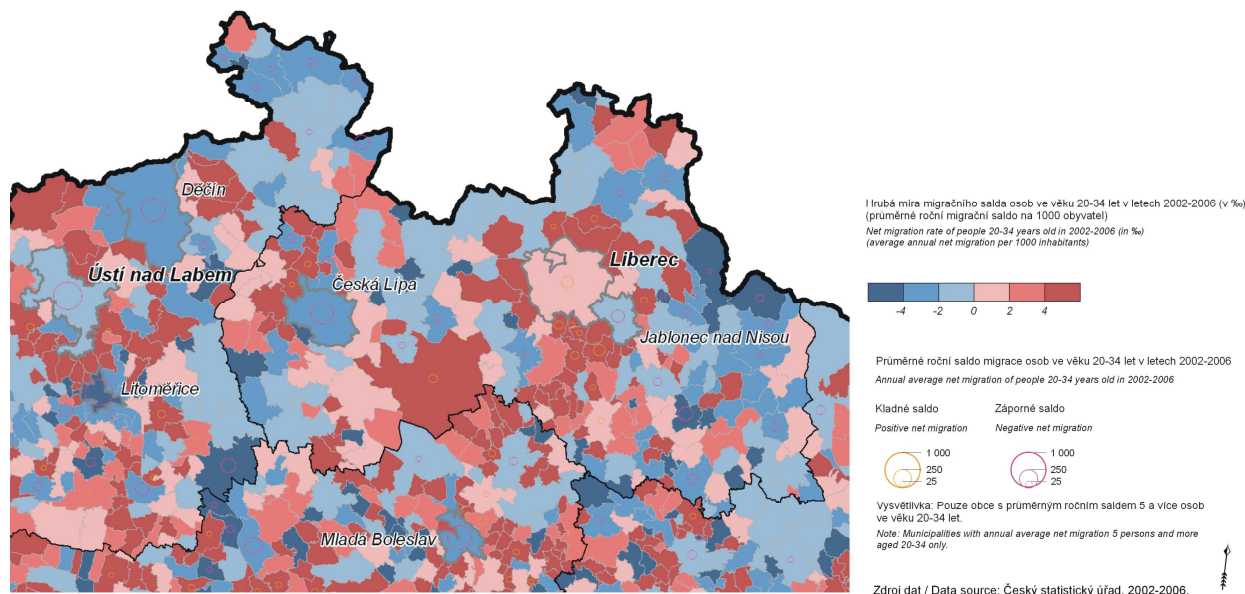 Děčín
Ústí nad Labem
Česká Lípa
Liberec
Jablonec nad Nisou
Litoměřice
Mladá Boleslav
Hrubá míra migračního salda osob ve věku 20-34 let v letech 2002-2006 (v ‰)
(průměrné roční migrační saldo na 1000 obyvatel)
Net migration rate of people 20-34 years old in 2002-2006 (in ‰)
(average annual net migration per 1000 inhabitants)
-4 -2 0 2 4
Průměrné roční saldo migrace osob ve věku 20-34 let v letech 2002-2006
Annual average net migration of people 20-34 years old in 2002-2006
Kladné saldo Záporné saldo
Positive net migration Negative net migration
1 000 1 000
250 250
25 25
Vysvětlivka: Pouze obce s průměrným ročním saldem 5 a více osob
ve věku 20-34 let.
Note: Municipalities with annual average net migration 5 persons and more
aged 20-34 only.
Zdroj dat / Data source: Český statistický úřad, 2002-2006.